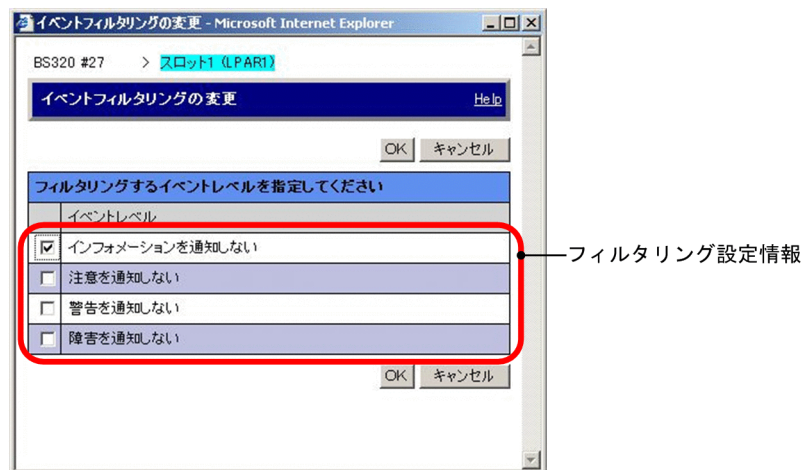 イベントフィルタリングの変更 - Microsoft Internet Explorer
BS320 #27 > スロット1 (LPAR1)
イベントフィルタリングの変更 Help
OK キャンセル
フィルタリングするイベントレベルを指定してください
イベントレベル
インフォメーションを通知しない
フィルタリング設定情報
注意を通知しない
警告を通知しない
障害を通知しない
OK キャンセル